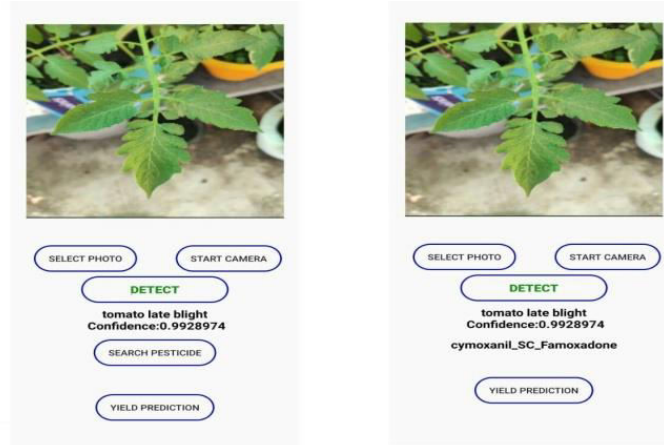 SELECT PHOTO
START CAMERA
DETECT
tomato late blight
Confidence:0.9928974
SEARCH PESTICIDE
YIELD PREDICTION
SELECT PHOTO
START CAMERA
DETECT
tomato late blight
Confidence:0.9928974
cymoxanil_SC_Famoxadone
YIELD PREDICTION